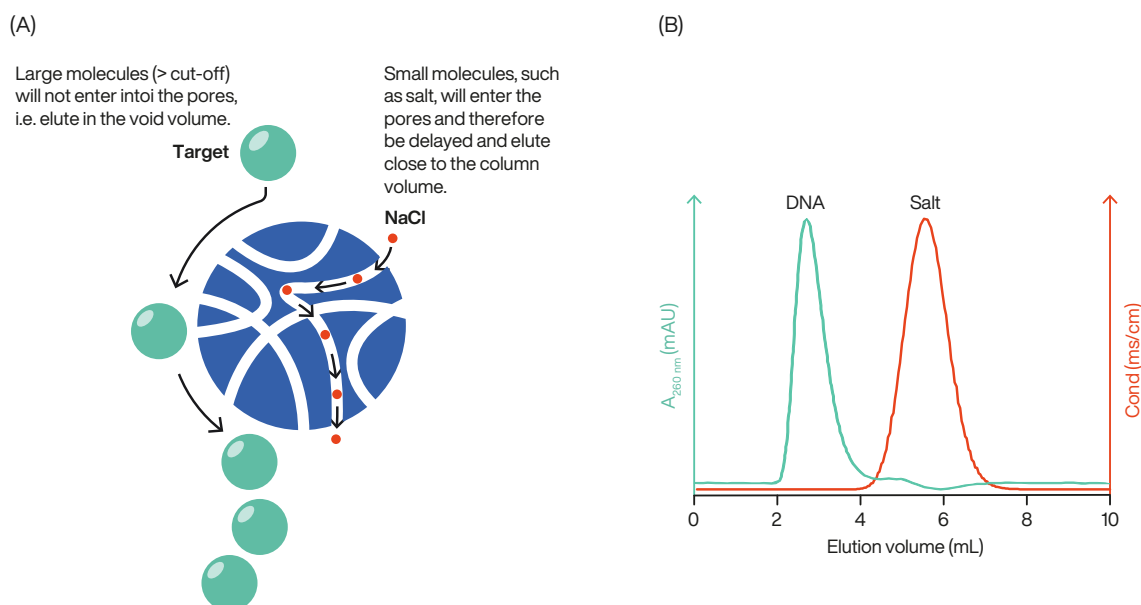 (A)
Large molecules (> cut-off)
will not enter intoi the pores,
i.e. elute in the void volume.
Target
Small molecules, such
as salt, will enter the
pores and therefore
be delayed and elute
close to the column
volume.
NaCl
(B)
DNA
Salt
A260 nm (mAU)
Cond (ms/cm)
0
2
4
6
8
10
Elution volume (mL)